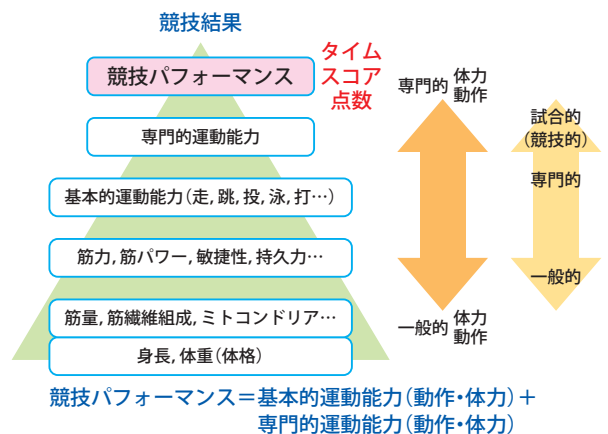 競技結果
競技パフォーマンス
タイム
スコア
点数
専門的運動能力
基本的運動能力(走, 跳, 投, 泳, 打…)
筋力, 筋パワー, 敏捷性, 持久力…
筋量, 筋繊維組成, ミトコンドリア…
身長, 体重(体格)
専門的 体力
動作
一般的 体力
動作
試合的
(競技的)
専門的
一般的
競技パフォーマンス＝基本的運動能力(動作・体力)＋
専門的運動能力(動作・体力)